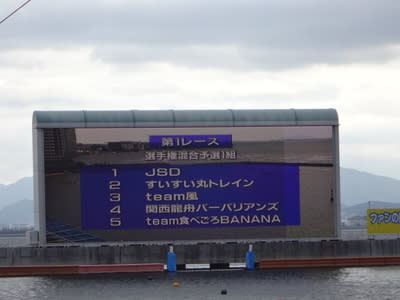 第1レース
選手権混合予選1組
1 JSD
2 すいすい丸トレイン
3 team風
4 関西龍舟バーバリアンズ
5 team食べごろBANANA
ファンの